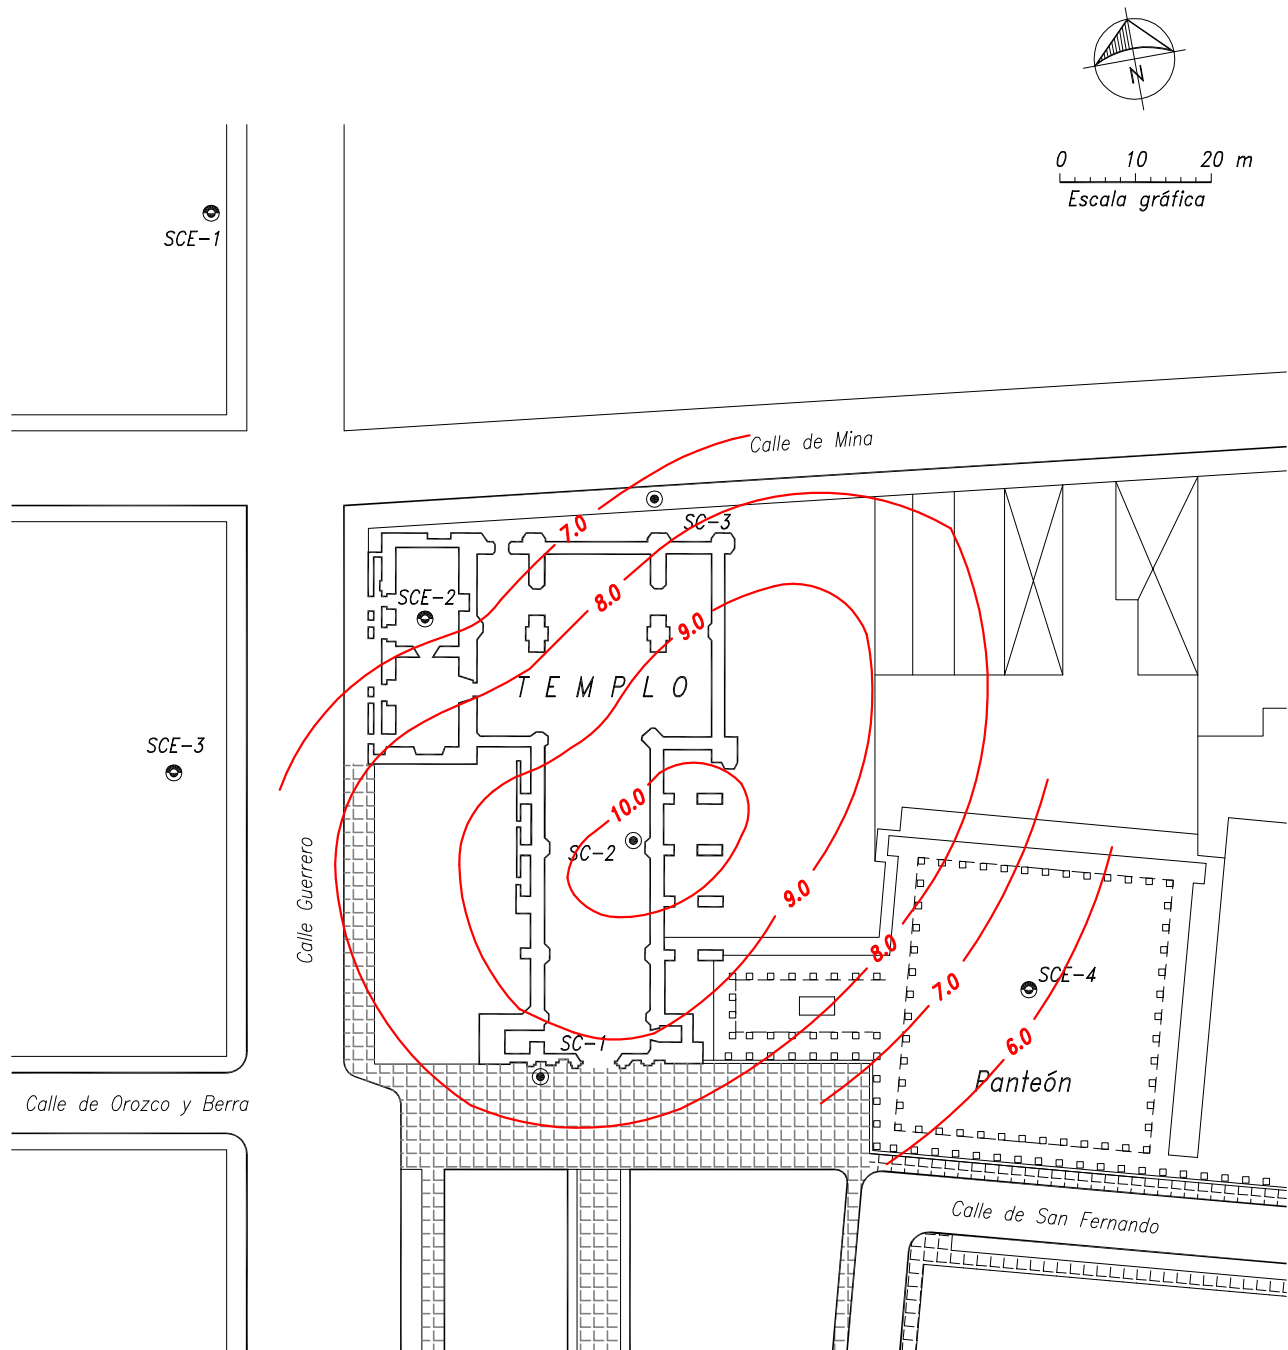 N
0 10 20 m
Escala gráfica
SCE-1
Calle de Mina
SC-3
7.0
SCE-2
8.0
9.0
TEMPLO
SCE-3
10.0
SC-2
Calle Guerrero
9.0
8.0
SCE-4
7.0
SC-1
6.0
Panteón
Calle de Orozco y Berra
Calle de San Fernando